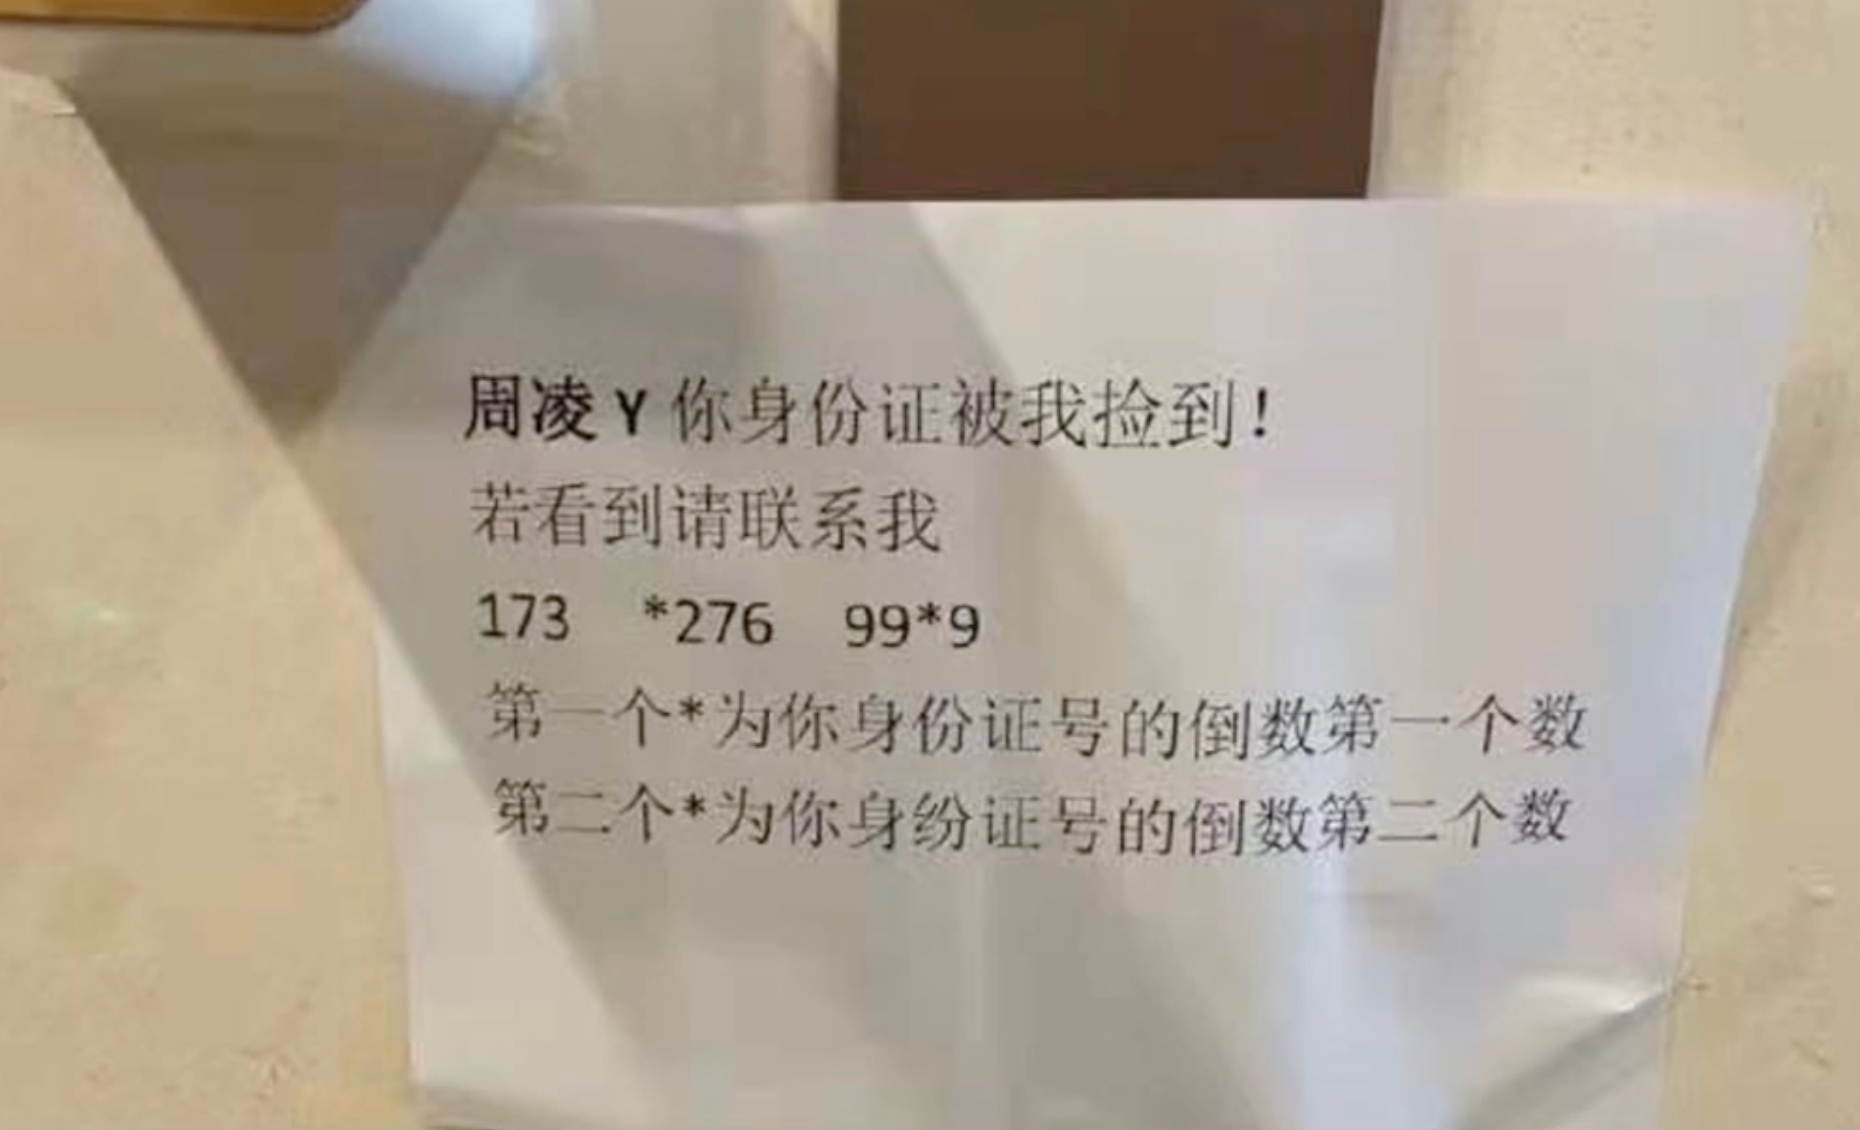 周凌Y 你身份证被我捡到！
若看到请联系我
173 *276 99*9
第一个*为你身份证号的倒数第一个数
第二个*为你身纷证号的倒数第二个数